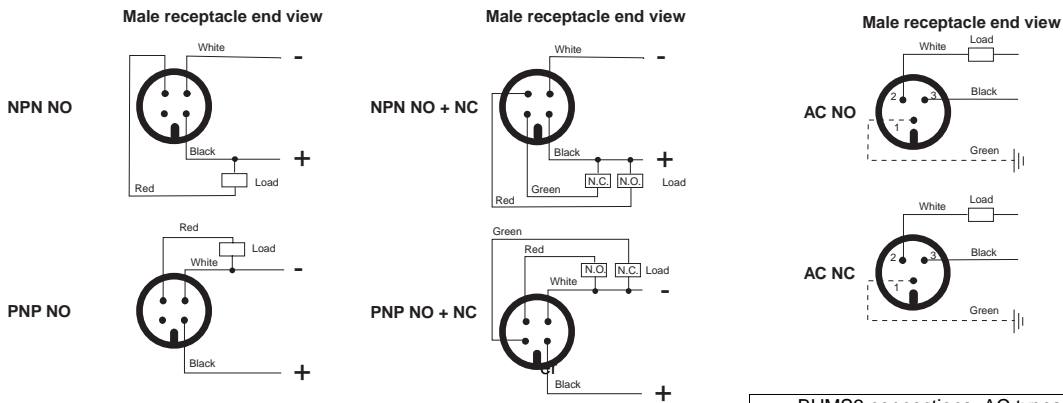 Male receptacle end view
White
-
NPN NO
Black
+
Load
Red
Male receptacle end view
White
-
NPN NO + NC
Black
+
N.C.
N.O.
Load
Green
Red
Male receptacle end view
Load
White
Black
2
3
AC NO
1
Green
Red
Load
White
-
PNP NO
Black
+
Green
Red
N.O.
N.C.
Load
White
-
PNP NO + NC
Black
+
Load
White
Black
2
3
AC NC
1
Green